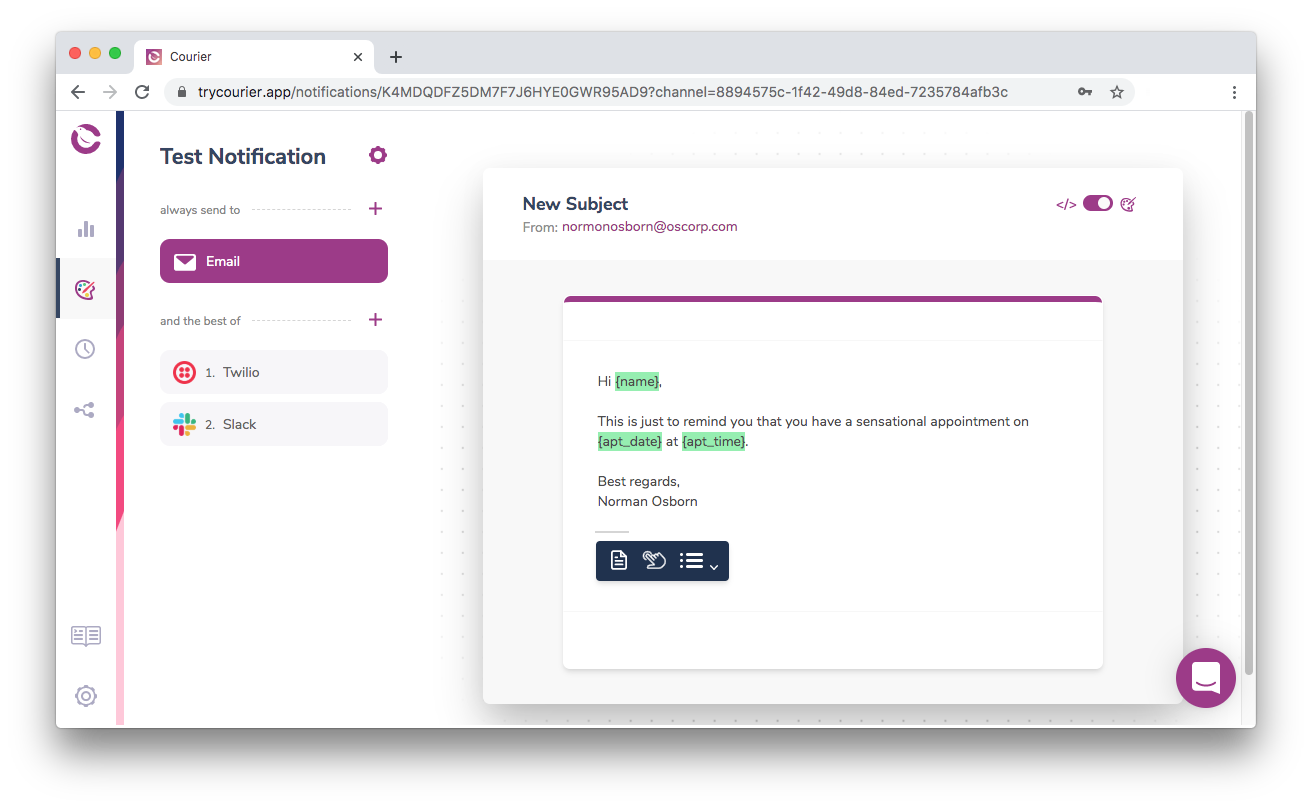 Courier
trycourier.app/notifications/K4MDQDFZ5DM7F7J6HYE0GWR95AD9?channel=8894575c-1f42-49d8-84ed-7235784afb3c
Test Notification
always send to
Email
and the best of
1. Twilio
2. Slack
New Subject
</>
From: normonosborn@oscorp.com
Hi {name},
This is just to remind you that you have a sensational appointment on
{apt_date} at {apt_time}.
Best regards,
Norman Osborn